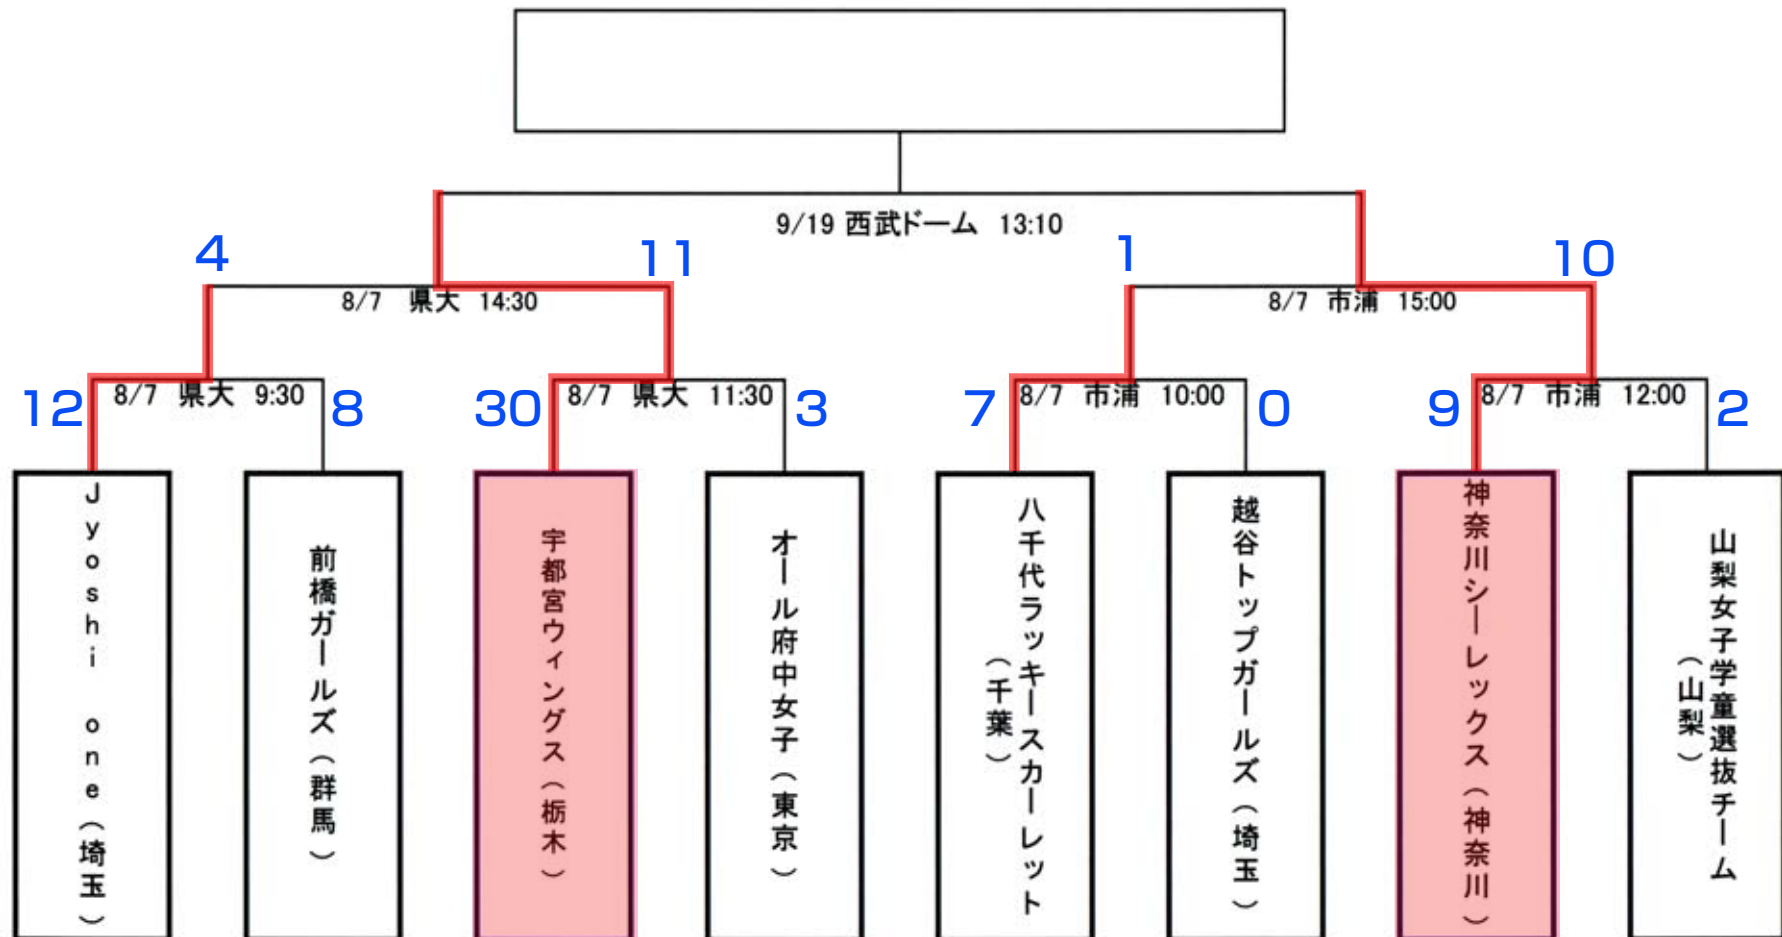 9/19 西武ドーム 13:10
4
11
1
10
8/7 県大 14:30
8/7 市浦 15:00
12
8/7 県大 9:30
8
30
8/7 県大 11:30
3
7
8/7 市浦 10:00
0
9
8/7 市浦 12:00
2
Jyoshi one(埼玉)
前橋ガールズ(群馬)
宇都宮ウィングス(栃木)
オール府中女子(東京)
八千代ラッキースカーレット
(千葉)
越谷トップガールズ(埼玉)
神奈川シーレックス(神奈川)
山梨女子学童選抜チーム
(山梨)